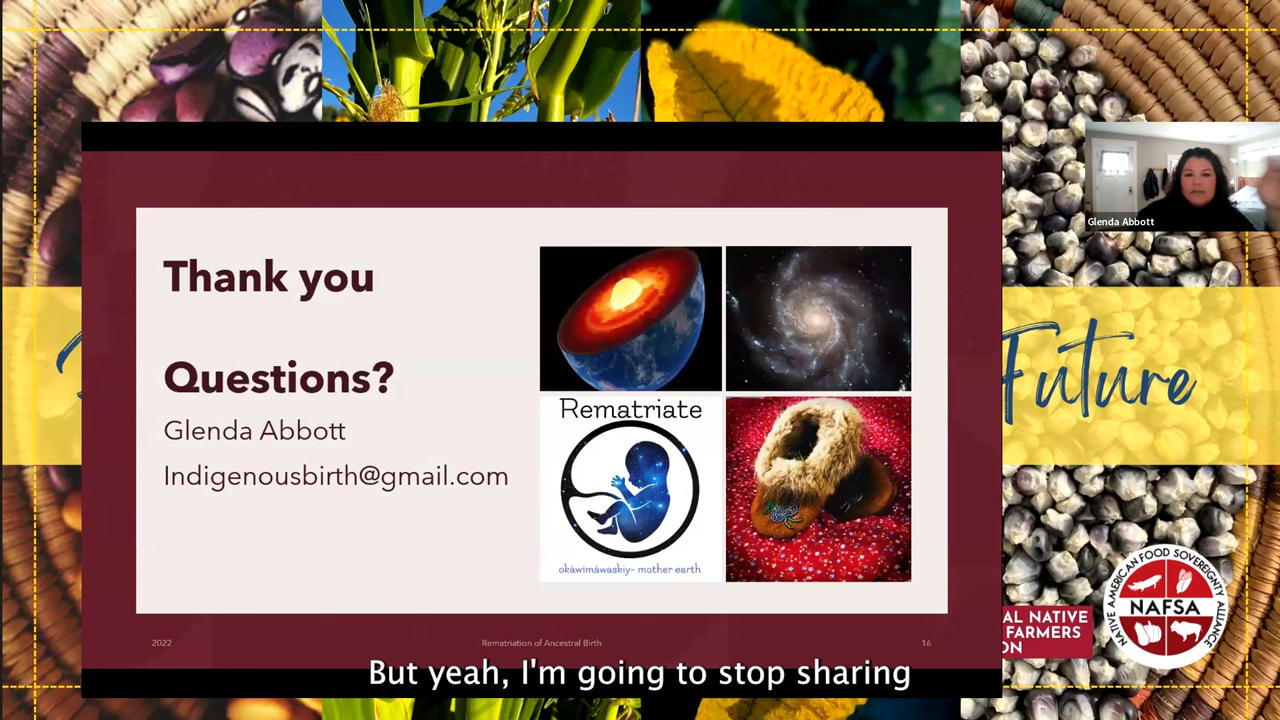 Thank you
Questions?
Glenda Abbott
Indigenousbirth@gmail.com
Rematriate
okâwîmâwaskiy- mother earth
2022
Rematriation of Ancestral Birth
16
But yeah, I'm going to stop sharing
Glenda Abbott
Future
AL NATIVE
FARMERS
ON
NATIVE AMERICAN FOOD SOVEREIGNTY ALLIANCE
NAFSA